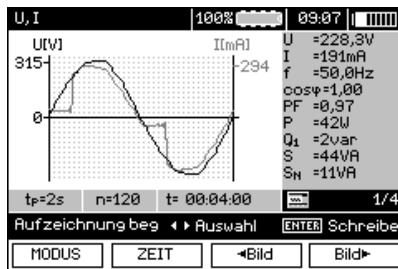 U,I 100% 09:07
U[V] I[mA]
315 294
0
U =228,3V
I =191mA
f =50,0Hz
cosφ=1,00
PF =0,97
P =42W
Q₁ =2var
S =44VA
SN =11VA
tP=2s n=120 t= 00:04:00 1/4
Aufzeichnung beg Auswahl ENTER Schreibe
MODUS ZEIT ◄Bild Bild►